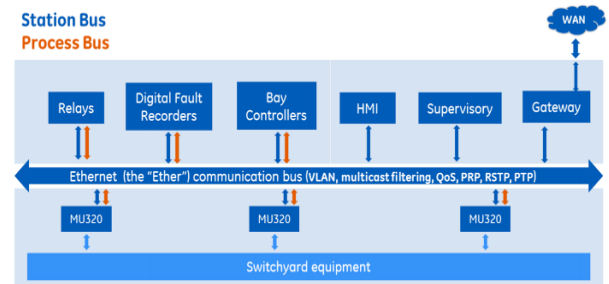 Station Bus
Process Bus
WAN
Relays
Digital Fault
Recorders
Bay
Controllers
HMI
Supervisory
Gateway
Ethernet (the "Ether") communication bus (VLAN, multicast filtering, QoS, PRP, RSTP, PTP)
MU320
MU320
MU320
Switchyard equipment